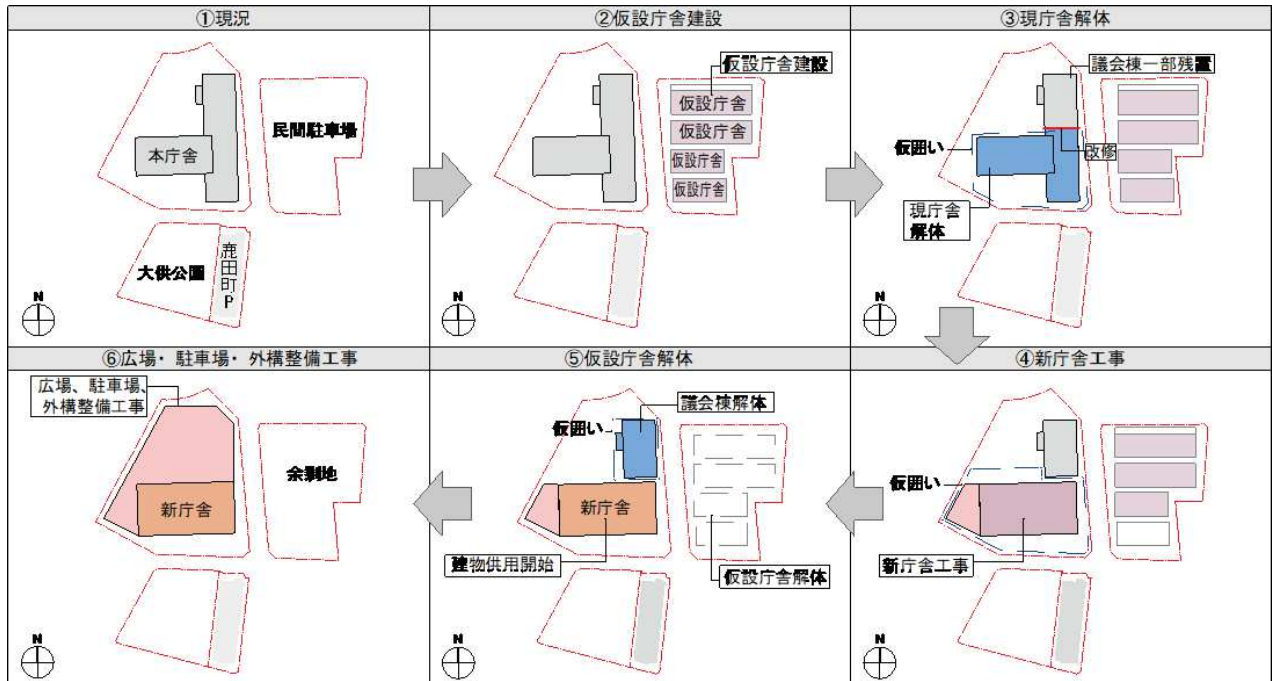 ①現況
本庁舎
民間駐車場
大供公園
鹿田町P
N
②仮設庁舎建設
仮設庁舎建設
仮設庁舎
仮設庁舎
仮設庁舎
仮設庁舎
N
③現庁舎解体
議会棟一部残置
仮囲い
改修
現庁舎
解体
N
④新庁舎工事
仮囲い
新庁舎工事
N
⑤仮設庁舎解体
議会棟解体
仮囲い
新庁舎
建物供用開始
仮設庁舎解体
N
⑥広場・駐車場・外構整備工事
広場、駐車場、
外構整備工事
余剰地
新庁舎
N